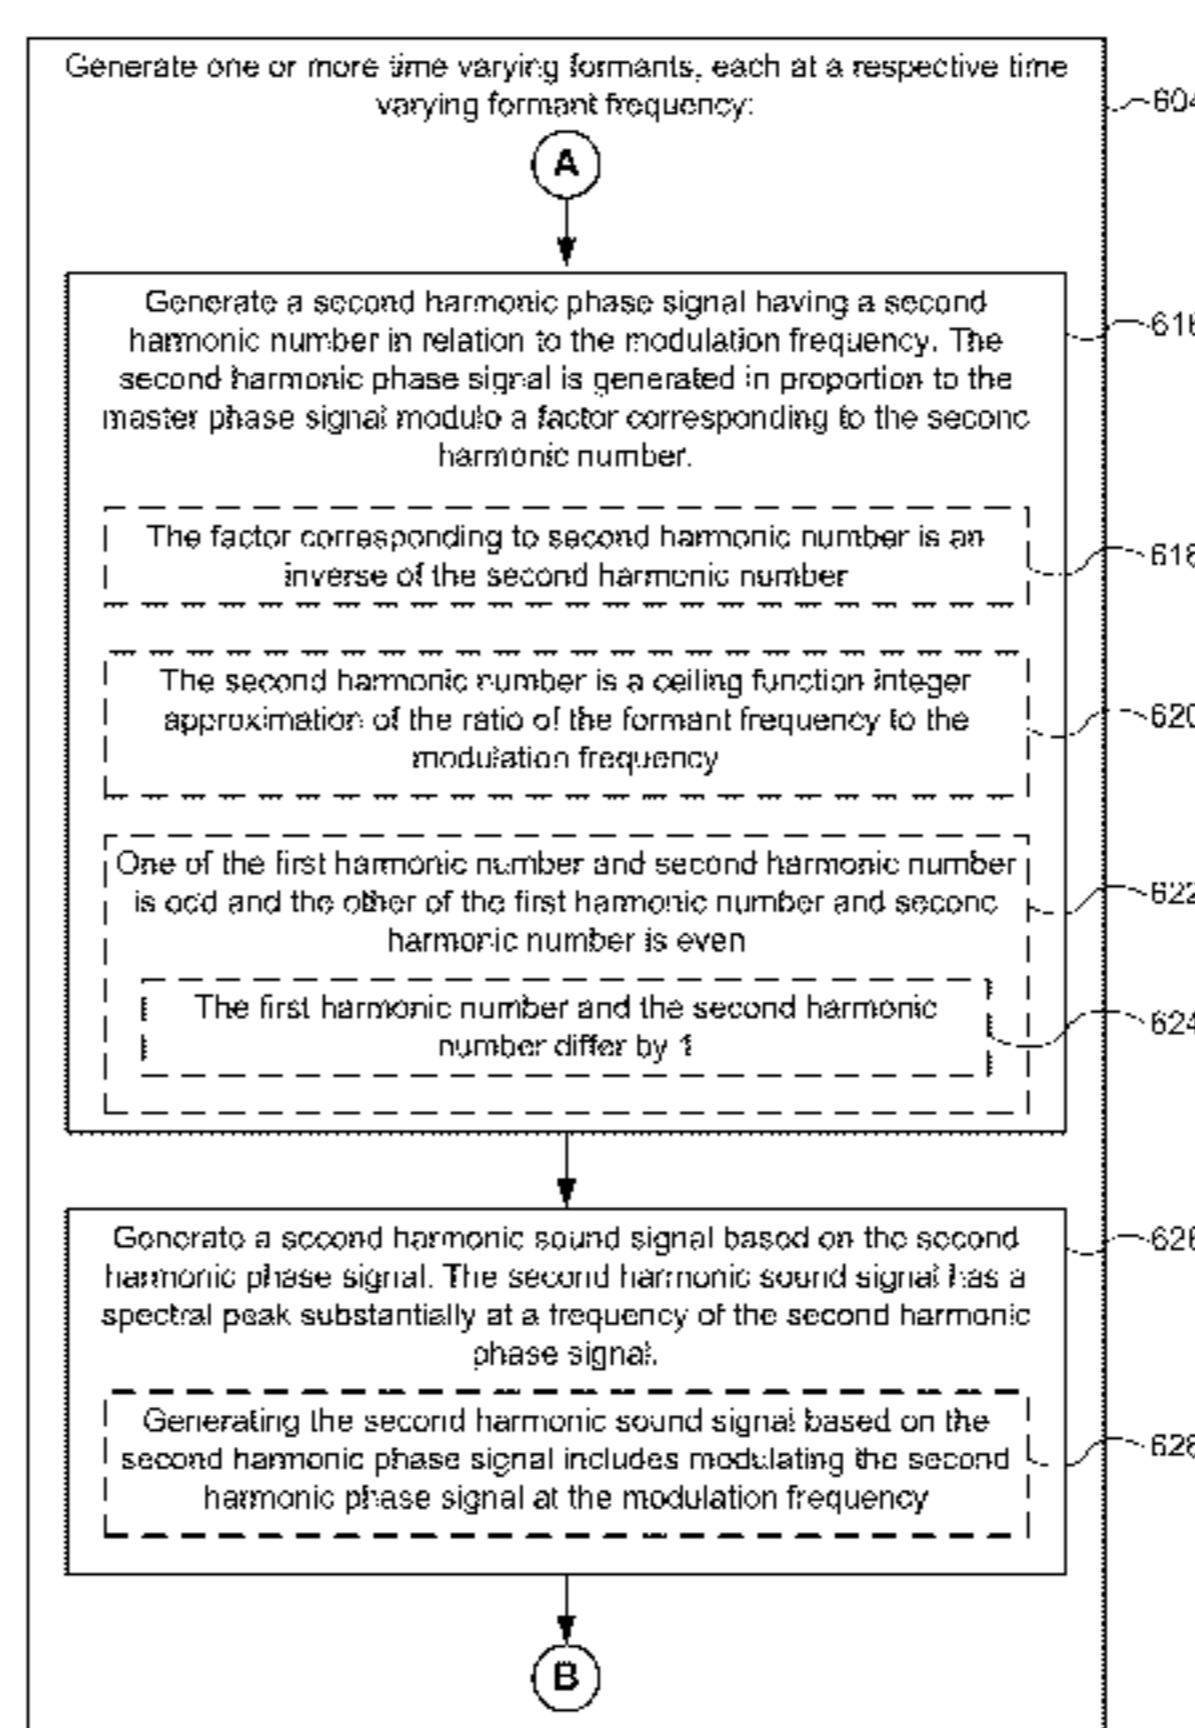 Generate one or more time varying formants, each at a respective time
varying formant frequency:
604
A
Generate a second harmonic phase signal having a second
harmonic number in relation to the modulation frequency. The
second harmonic phase signal is generated in proportion to the
master phase signal modulo a factor corresponding to the second
harmonic number.
616
The factor corresponding to second harmonic number is an
inverse of the second harmonic number
618
The second harmonic number is a ceiling function integer
approximation of the ratio of the formant frequency to the
modulation frequency
620
One of the first harmonic number and second harmonic number
is odd and the other of the first harmonic number and second
harmonic number is even
622
The first harmonic number and the second harmonic
number differ by 1
624
Generate a second harmonic sound signal based on the second
harmonic phase signal. The second harmonic sound signal has a
spectral peak substantially at a frequency of the second harmonic
phase signal.
626
Generating the second harmonic sound signal based on the
second harmonic phase signal includes modulating the second
harmonic phase signal at the modulation frequency
628
B